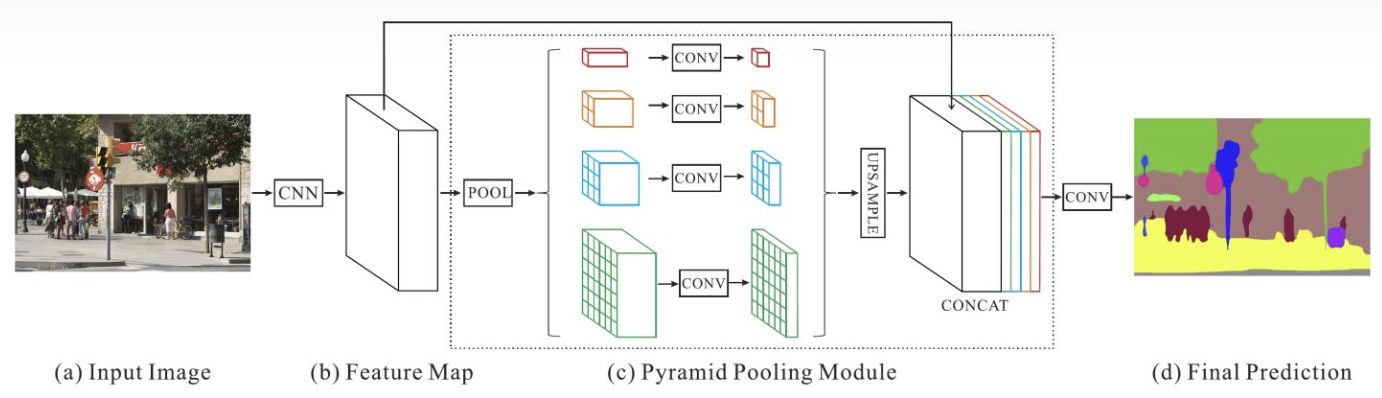 CNN
POOL
CONV
CONV
CONV
CONV
UPSAMPLE
CONCAT
CONV
(a) Input Image
(b) Feature Map
(c) Pyramid Pooling Module
(d) Final Prediction